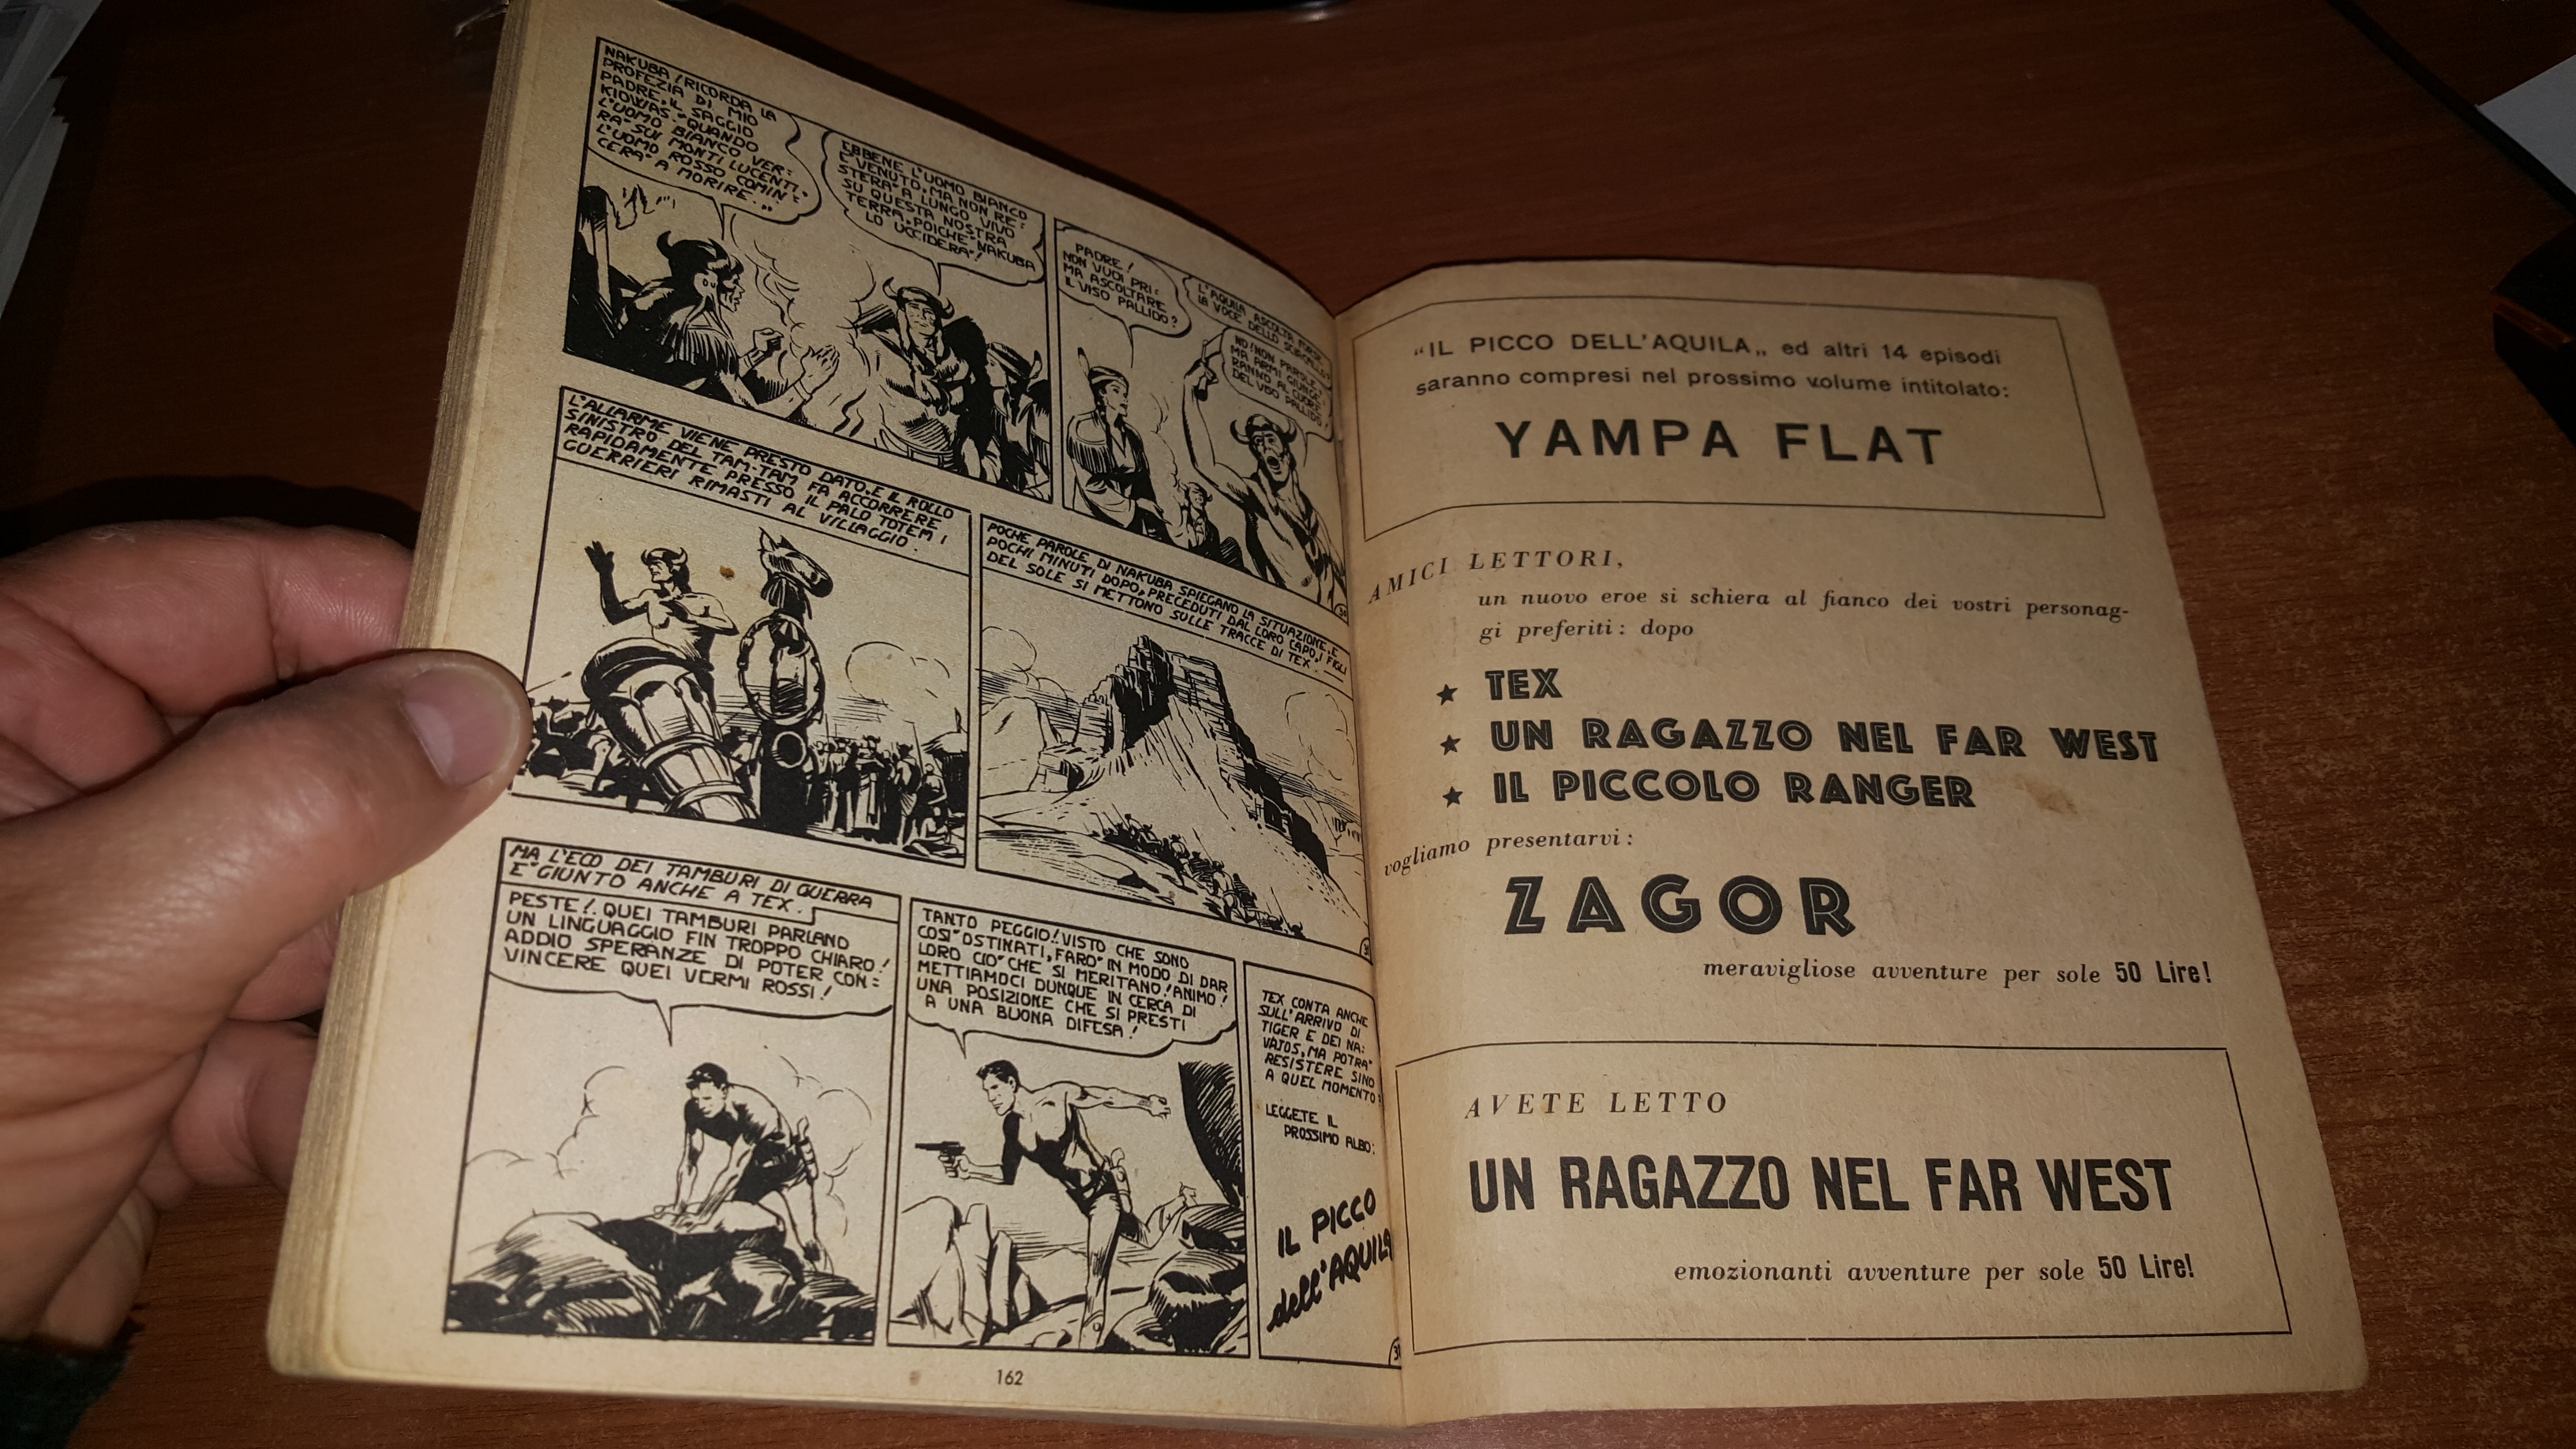 NAKUBA! RICORDA LA
PROFEZIA DI MIO
PADRE, IL SAGGIO
KIOWAS: "QUANDO
L'UOMO BIANCO VER=
RA' SUI MONTI LUCENTI,
L'UOMO ROSSO COMIN=
CERA' A MORIRE...
EBBENE L'UOMO BIANCO
E' VENUTO, MA NON RE=
STERA' A LUNGO VIVO
SU QUESTA NOSTRA
TERRA, POICHE' NAKUBA
LO UCCIDERA'!
PADRE!
NON VUOI PRI=
MA ASCOLTARE
IL VISO PALLIDO?
L'AQUILA ASCOLTA FORSE
LA VOCE DELLO
NO! NON PAROLE,
MA ARMI GIUNGE=
RANNO AL CUORE
DEL VISO PALLIDO
L'ALLARME VIENE PRESTO DATO, E IL ROLLO
SINISTRO DEL TAM-TAM FA ACCORRERE
RAPIDAMENTE PRESSO IL PALO TOTEM I
GUERRIERI RIMASTI AL VILLAGGIO.
POCHE PAROLE DI NAKUBA SPIEGANO LA SITUAZIONE, E
POCHI MINUTI DOPO, PRECEDUTI DAL LORO CAPO, I FIGLI
DEL SOLE SI METTONO SULLE TRACCE DI TEX.
MA L'ECO DEI TAMBURI DI GUERRA
E' GIUNTO ANCHE A TEX.
PESTE!. QUEI TAMBURI PARLANO
UN LINGUAGGIO FIN TROPPO CHIARO!
ADDIO SPERANZE DI POTER CON=
VINCERE QUEI VERMI ROSSI!
TANTO PEGGIO!. VISTO CHE SONO
COSI' OSTINATI, FARO' IN MODO DI DAR
LORO CIO' CHE SI MERITANO! ANIMO!
METTIAMOCI DUNQUE IN CERCA DI
UNA POSIZIONE CHE SI PRESTI
A UNA BUONA DIFESA!
TEX CONTA ANCHE
SULL'ARRIVO DI
TIGER E DEI NA=
VAJOS, MA POTRA'
RESISTERE SINO
A QUEL MOMENTO?
LEGGETE IL
PROSSIMO ALBO:
IL PICCO
dell'AQUILA
162
"IL PICCO DELL'AQUILA„ ed altri 14 episodi
saranno compresi nel prossimo volume intitolato:
YAMPA FLAT
AMICI LETTORI,
un nuovo eroe si schiera al fianco dei vostri personag-
gi preferiti: dopo
★ TEX
★ UN RAGAZZO NEL FAR WEST
★ IL PICCOLO RANGER
vogliamo presentarvi:
ZAGOR
meravigliose avventure per sole 50 Lire!
AVETE LETTO
UN RAGAZZO NEL FAR WEST
emozionanti avventure per sole 50 Lire!